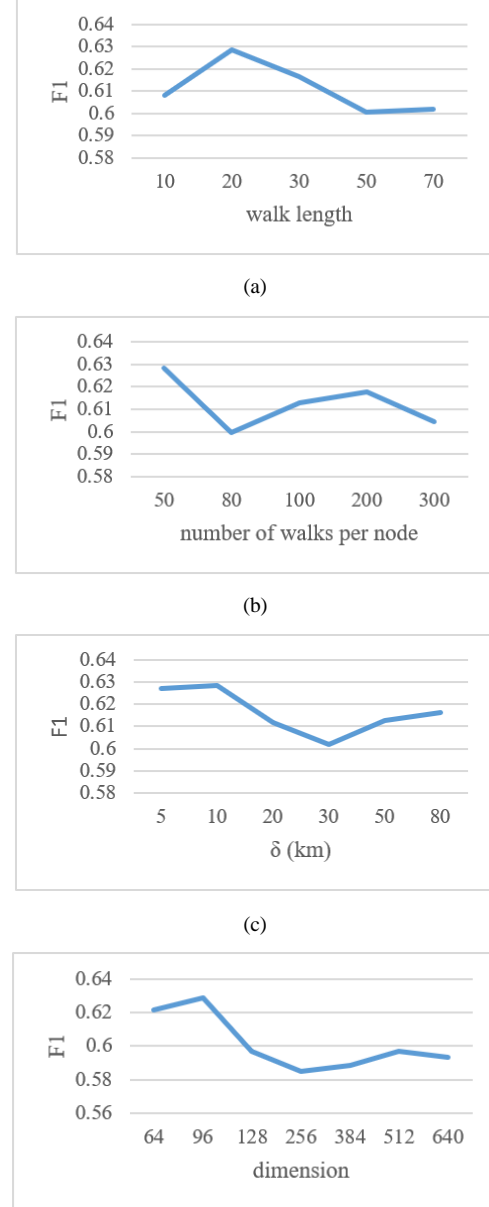 0.64
0.63
0.62
0.61
0.6
0.59
0.58
F1
10 20 30 50 70
walk length
(a)
0.64
0.63
0.62
0.61
0.6
0.59
0.58
F1
50 80 100 200 300
number of walks per node
(b)
0.64
0.63
0.62
0.61
0.6
0.59
0.58
F1
5 10 20 30 50 80
δ (km)
(c)
0.64
0.62
0.6
0.58
0.56
F1
64 96 128 256 384 512 640
dimension